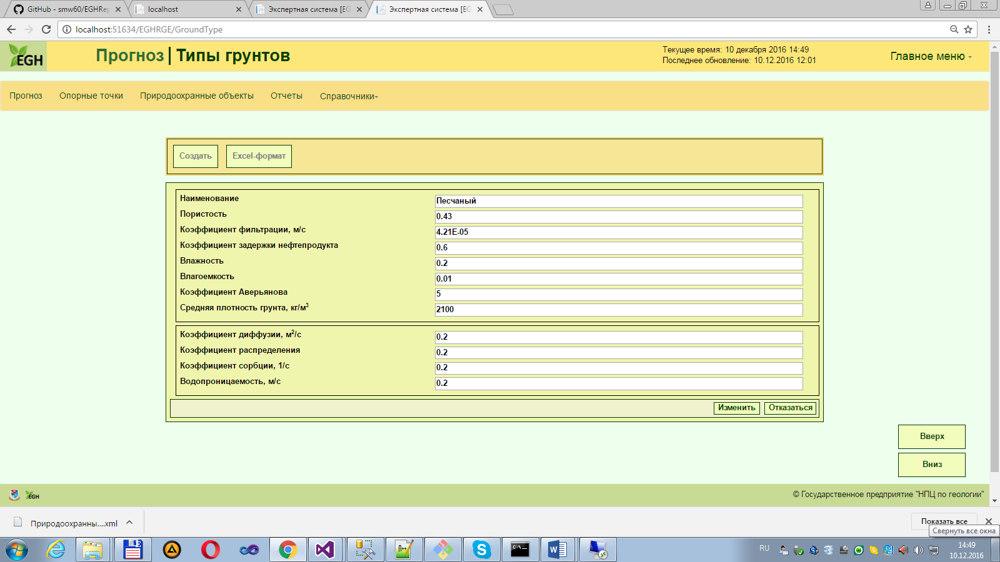 GitHub - smw60/EGHRep
localhost
Экспертная система [EG
Экспертная система [EG
localhost:51634/EGHRGE/GroundType
EGH
Прогноз | Типы грунтов
Текущее время: 10 декабря 2016 14:49
Последнее обновление: 10.12.2016 12:01
Главное меню
Прогноз
Опорные точки
Природоохранные объекты
Отчеты
Справочники
Создать
Excel-формат
Наименование Песчаный
Пористость 0.43
Коэффициент фильтрации, м/с 4.21E-05
Коэффициент задержки нефтепродукта 0.6
Влажность 0.2
Влагоемкость 0.01
Коэффициент Аверьянова 5
Средняя плотность грунта, кг/м³ 2100
Коэффициент диффузии, м²/с 0.2
Коэффициент распределения 0.2
Коэффициент сорбции, 1/с 0.2
Водопроницаемость, м/с 0.2
Изменить
Отказаться
Вверх
Вниз
EGH
© Государственное предприятие "НПЦ по геологии"
Природоохранны....xml
Показать все
Свернуть все окна
RU
14:49
10.12.2016